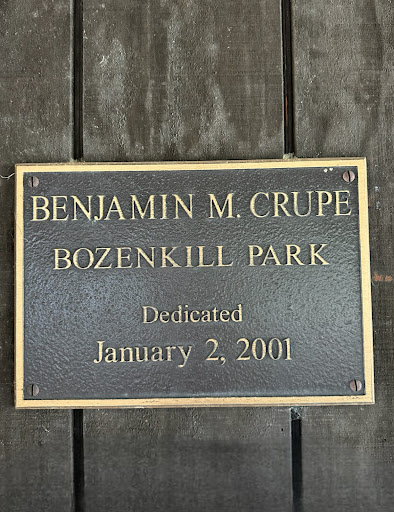 BENJAMIN M. CRUPE
BOZENKILL PARK
Dedicated
January 2, 2001